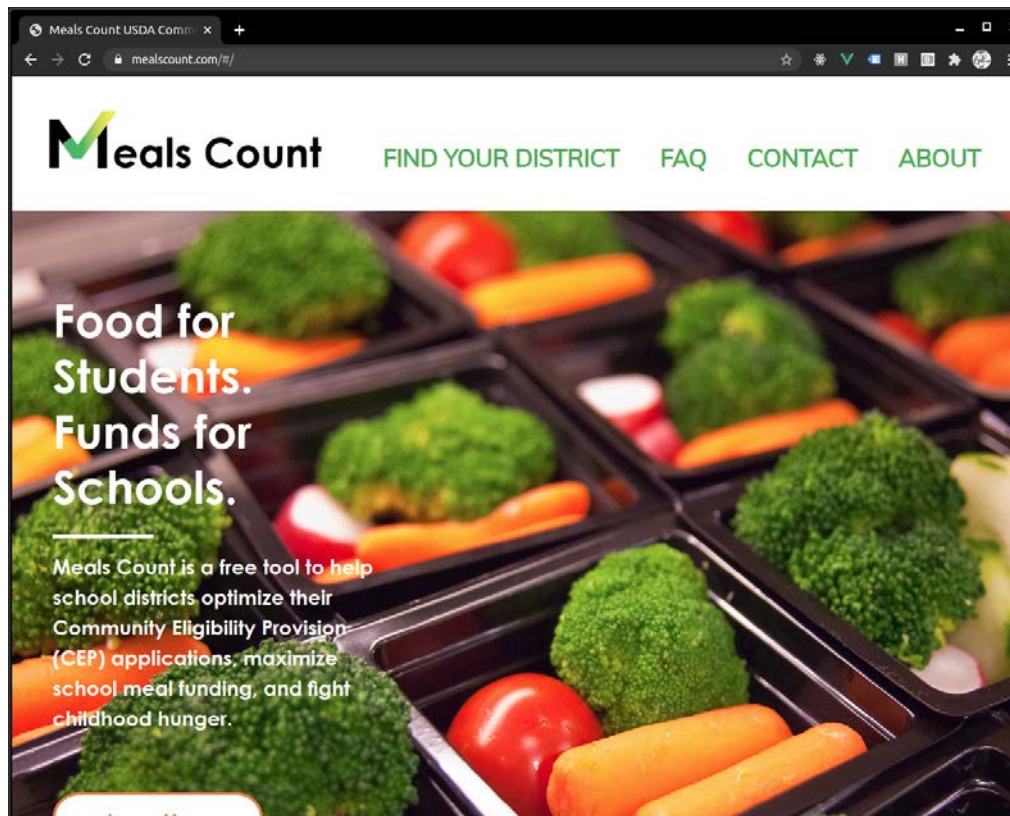 Meals Count USDA Comm
mealscount.com/#/
Meals Count
FIND YOUR DISTRICT FAQ CONTACT ABOUT
Food for
Students.
Funds for
Schools.
Meals Count is a free tool to help
school districts optimize their
Community Eligibility Provision
(CEP) applications, maximize
school meal funding, and fight
childhood hunger.